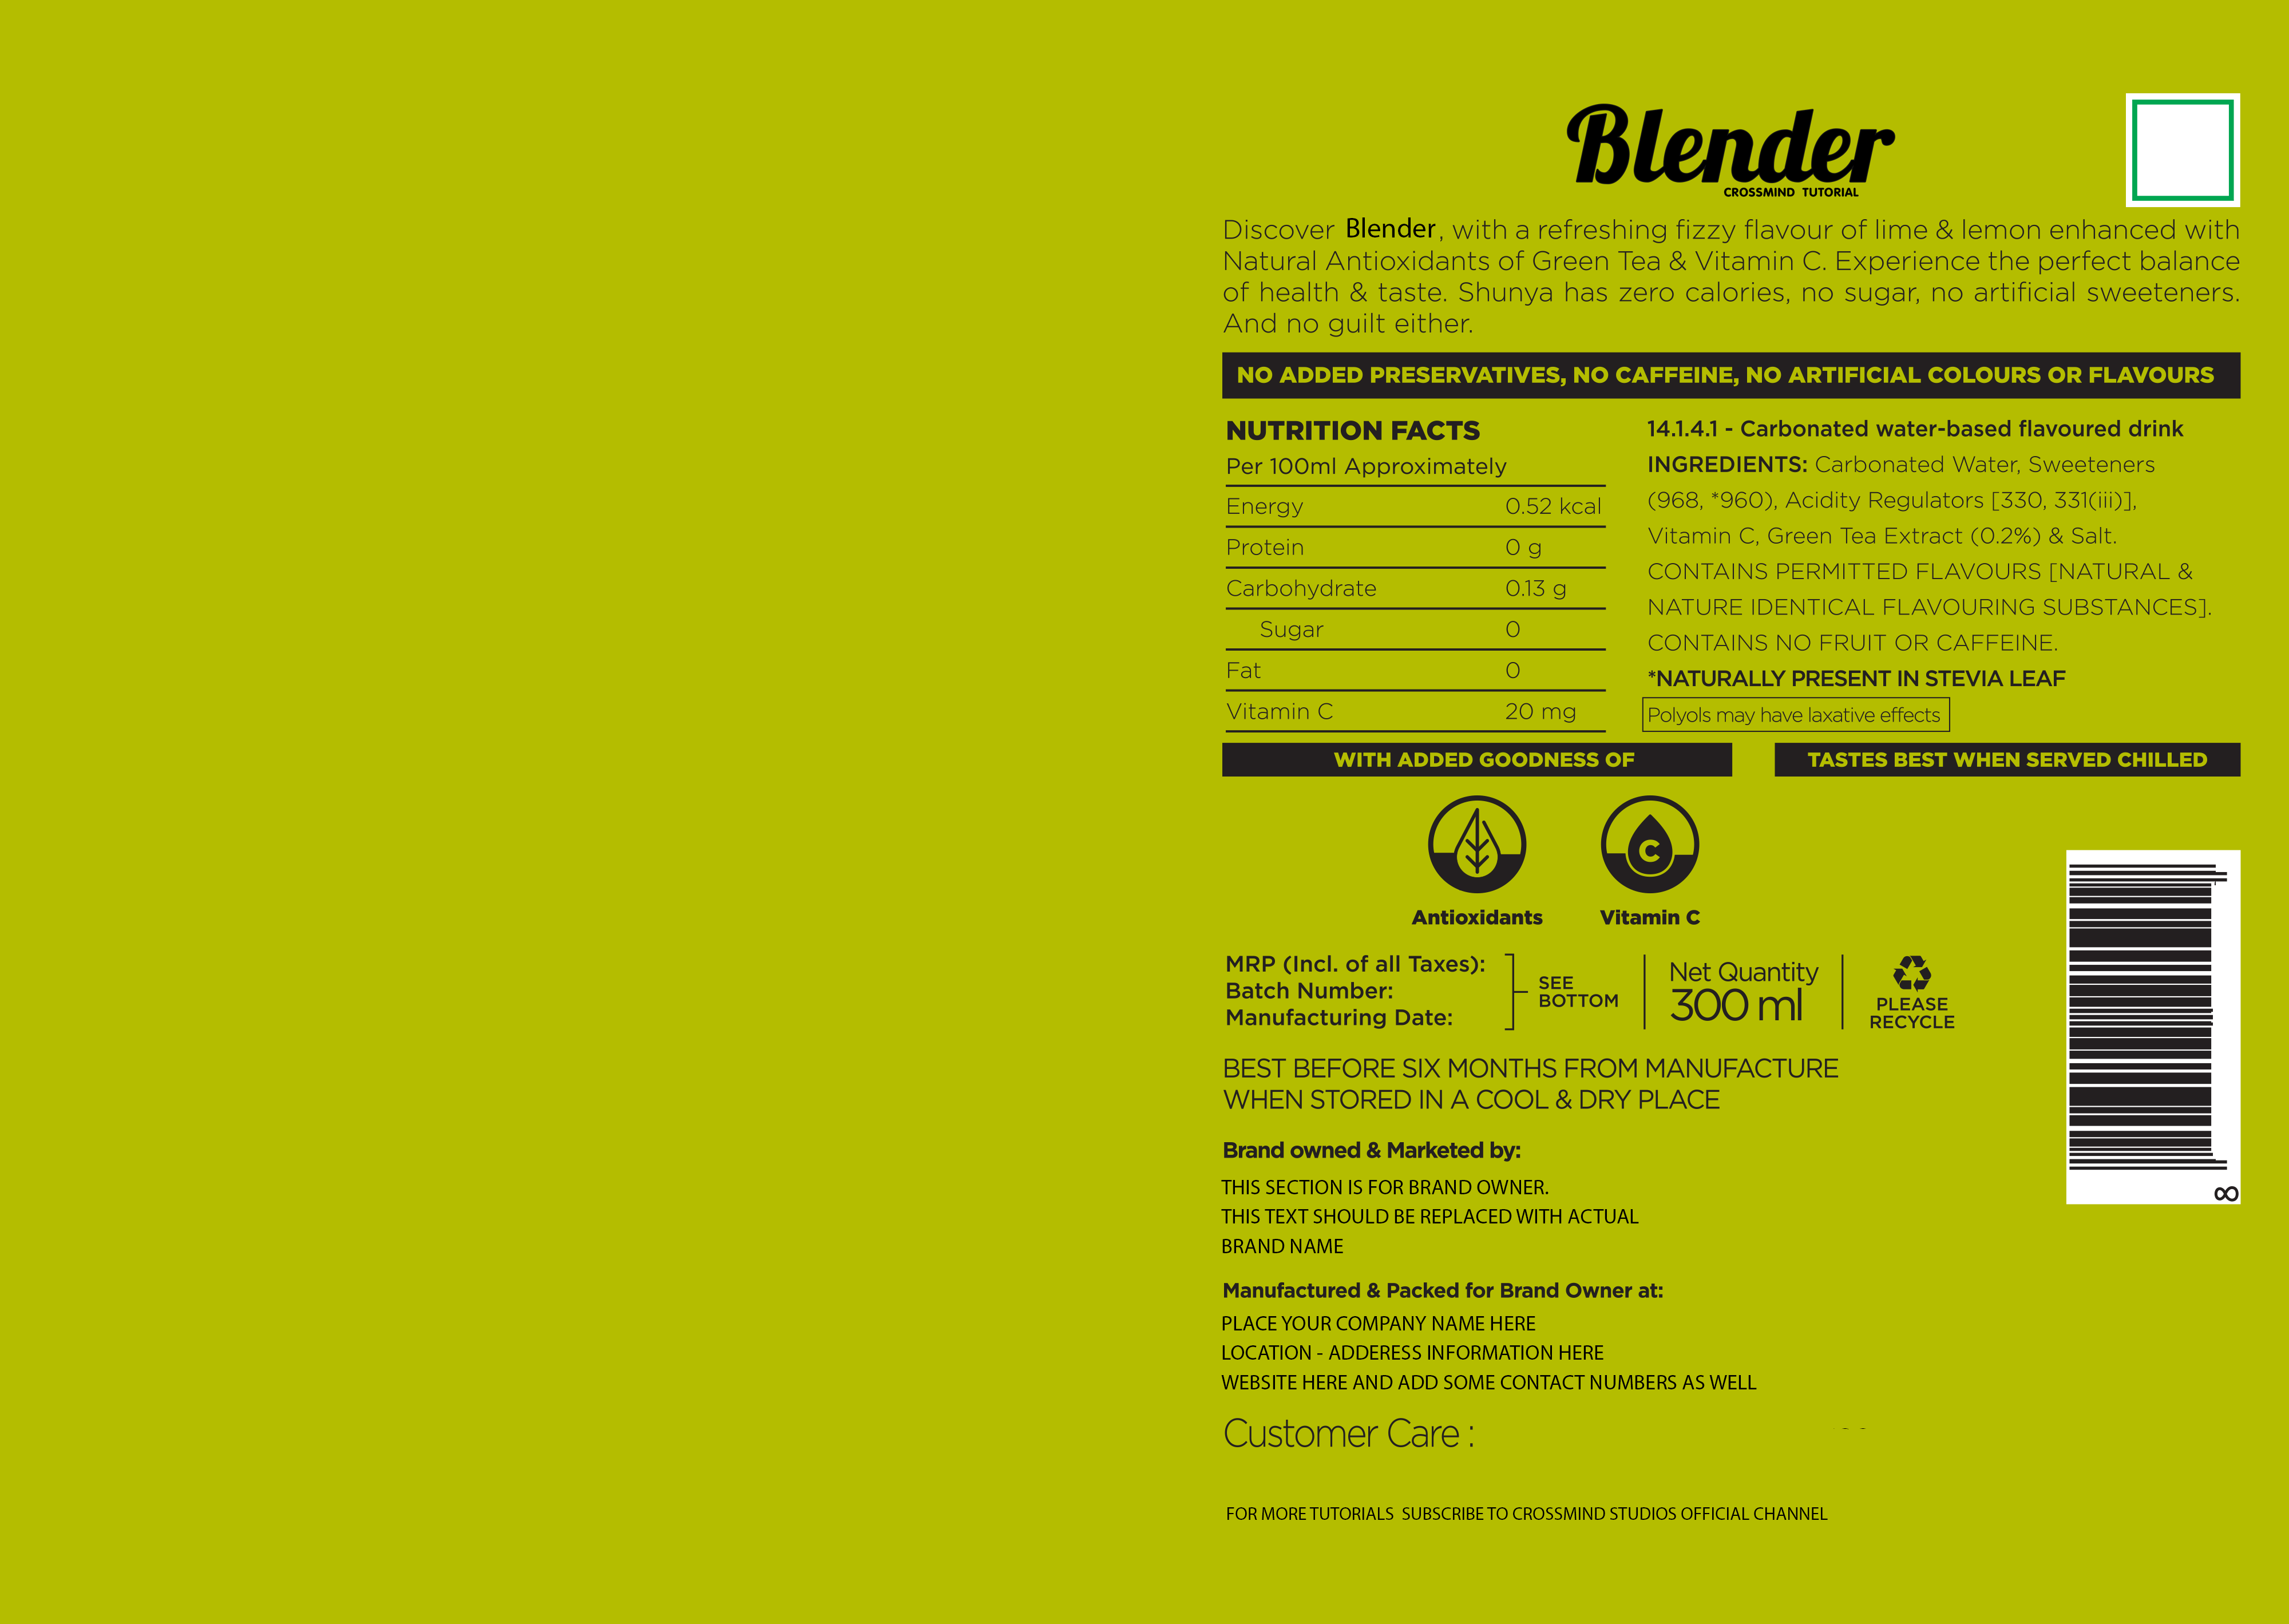 Blender
CROSSMIND TUTORIAL
Discover Blender, with a refreshing fizzy flavour of lime & lemon enhanced with
Natural Antioxidants of Green Tea & Vitamin C. Experience the perfect balance
of health & taste. Shunya has zero calories, no sugar, no artificial sweeteners.
And no guilt either.
NO ADDED PRESERVATIVES, NO CAFFEINE, NO ARTIFICIAL COLOURS OR FLAVOURS
NUTRITION FACTS
Per 100ml Approximately
Energy 0.52 kcal
Protein 0 g
Carbohydrate 0.13 g
Sugar 0
Fat 0
Vitamin C 20 mg
14.1.4.1 - Carbonated water-based flavoured drink
INGREDIENTS: Carbonated Water, Sweeteners
(968, *960), Acidity Regulators [330, 331(iii)],
Vitamin C, Green Tea Extract (0.2%) & Salt.
CONTAINS PERMITTED FLAVOURS [NATURAL &
NATURE IDENTICAL FLAVOURING SUBSTANCES].
CONTAINS NO FRUIT OR CAFFEINE.
*NATURALLY PRESENT IN STEVIA LEAF
Polyols may have laxative effects
WITH ADDED GOODNESS OF
TASTES BEST WHEN SERVED CHILLED
C
Antioxidants
Vitamin C
MRP (Incl. of all Taxes):
Batch Number:
Manufacturing Date:
SEE
BOTTOM
Net Quantity
300 ml
PLEASE
RECYCLE
8
BEST BEFORE SIX MONTHS FROM MANUFACTURE
WHEN STORED IN A COOL & DRY PLACE
Brand owned & Marketed by:
THIS SECTION IS FOR BRAND OWNER.
THIS TEXT SHOULD BE REPLACED WITH ACTUAL
BRAND NAME
Manufactured & Packed for Brand Owner at:
PLACE YOUR COMPANY NAME HERE
LOCATION - ADDERESS INFORMATION HERE
WEBSITE HERE AND ADD SOME CONTACT NUMBERS AS WELL
Customer Care :
FOR MORE TUTORIALS SUBSCRIBE TO CROSSMIND STUDIOS OFFICIAL CHANNEL